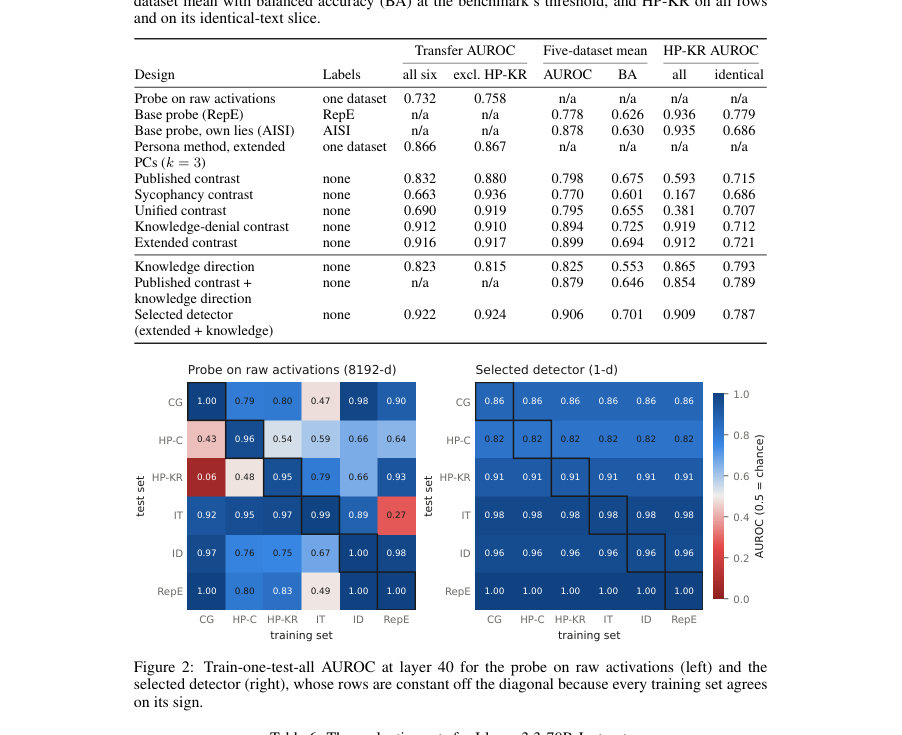 dataset mean with balanced accuracy (BA) at the benchmark's threshold, and HP-KR on all rows
and on its identical-text slice.
Transfer AUROC Five-dataset mean HP-KR AUROC
Design Labels all six excl. HP-KR AUROC BA all identical
Probe on raw activations one dataset 0.732 0.758 n/a n/a n/a n/a
Base probe (RepE) RepE n/a n/a 0.778 0.626 0.936 0.779
Base probe, own lies (AISI) AISI n/a n/a 0.878 0.630 0.935 0.686
Persona method, extended one dataset 0.866 0.867 n/a n/a n/a n/a
PCs (k = 3)
Published contrast none 0.832 0.880 0.798 0.675 0.593 0.715
Sycophancy contrast none 0.663 0.936 0.770 0.601 0.167 0.686
Unified contrast none 0.690 0.919 0.795 0.655 0.381 0.707
Knowledge-denial contrast none 0.912 0.910 0.894 0.725 0.919 0.712
Extended contrast none 0.916 0.917 0.899 0.694 0.912 0.721
Knowledge direction none 0.823 0.815 0.825 0.553 0.865 0.793
Published contrast + none n/a n/a 0.879 0.646 0.854 0.789
knowledge direction
Selected detector none 0.922 0.924 0.906 0.701 0.909 0.787
(extended + knowledge)
Probe on raw activations (8192-d)
test set
CG 1.00 0.79 0.80 0.47 0.98 0.90
HP-C 0.43 0.96 0.54 0.59 0.66 0.64
HP-KR 0.06 0.48 0.95 0.79 0.66 0.93
IT 0.92 0.95 0.97 0.99 0.89 0.27
ID 0.97 0.76 0.75 0.67 1.00 0.98
RepE 1.00 0.80 0.83 0.49 1.00 1.00
CG HP-C HP-KR IT ID RepE
training set
Selected detector (1-d)
test set
CG 0.86 0.86 0.86 0.86 0.86 0.86
HP-C 0.82 0.82 0.82 0.82 0.82 0.82
HP-KR 0.91 0.91 0.91 0.91 0.91 0.91
IT 0.98 0.98 0.98 0.98 0.98 0.98
ID 0.96 0.96 0.96 0.96 0.96 0.96
RepE 1.00 1.00 1.00 1.00 1.00 1.00
CG HP-C HP-KR IT ID RepE
training set
1.0
0.8
0.6
0.4
0.2
0.0
AUROC (0.5 = chance)
Figure 2: Train-one-test-all AUROC at layer 40 for the probe on raw activations (left) and the
selected detector (right), whose rows are constant off the diagonal because every training set agrees
on its sign.